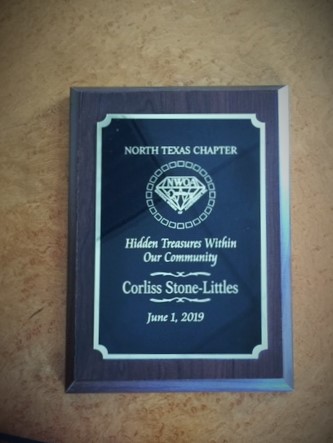 NORTH TEXAS CHAPTER
NWOA
Hidden Treasures Within
Our Community
Corliss Stone-Littles
June 1, 2019